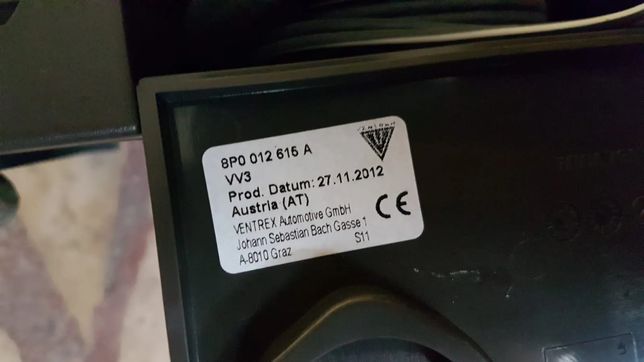 8P0 012 615 A
VV3
Prod. Datum: 27.11.2012
Austria (AT)
VENTREX Automotive GmbH
Johann Sebastian Bach Gasse 1
A-8010 Graz
S11
CE